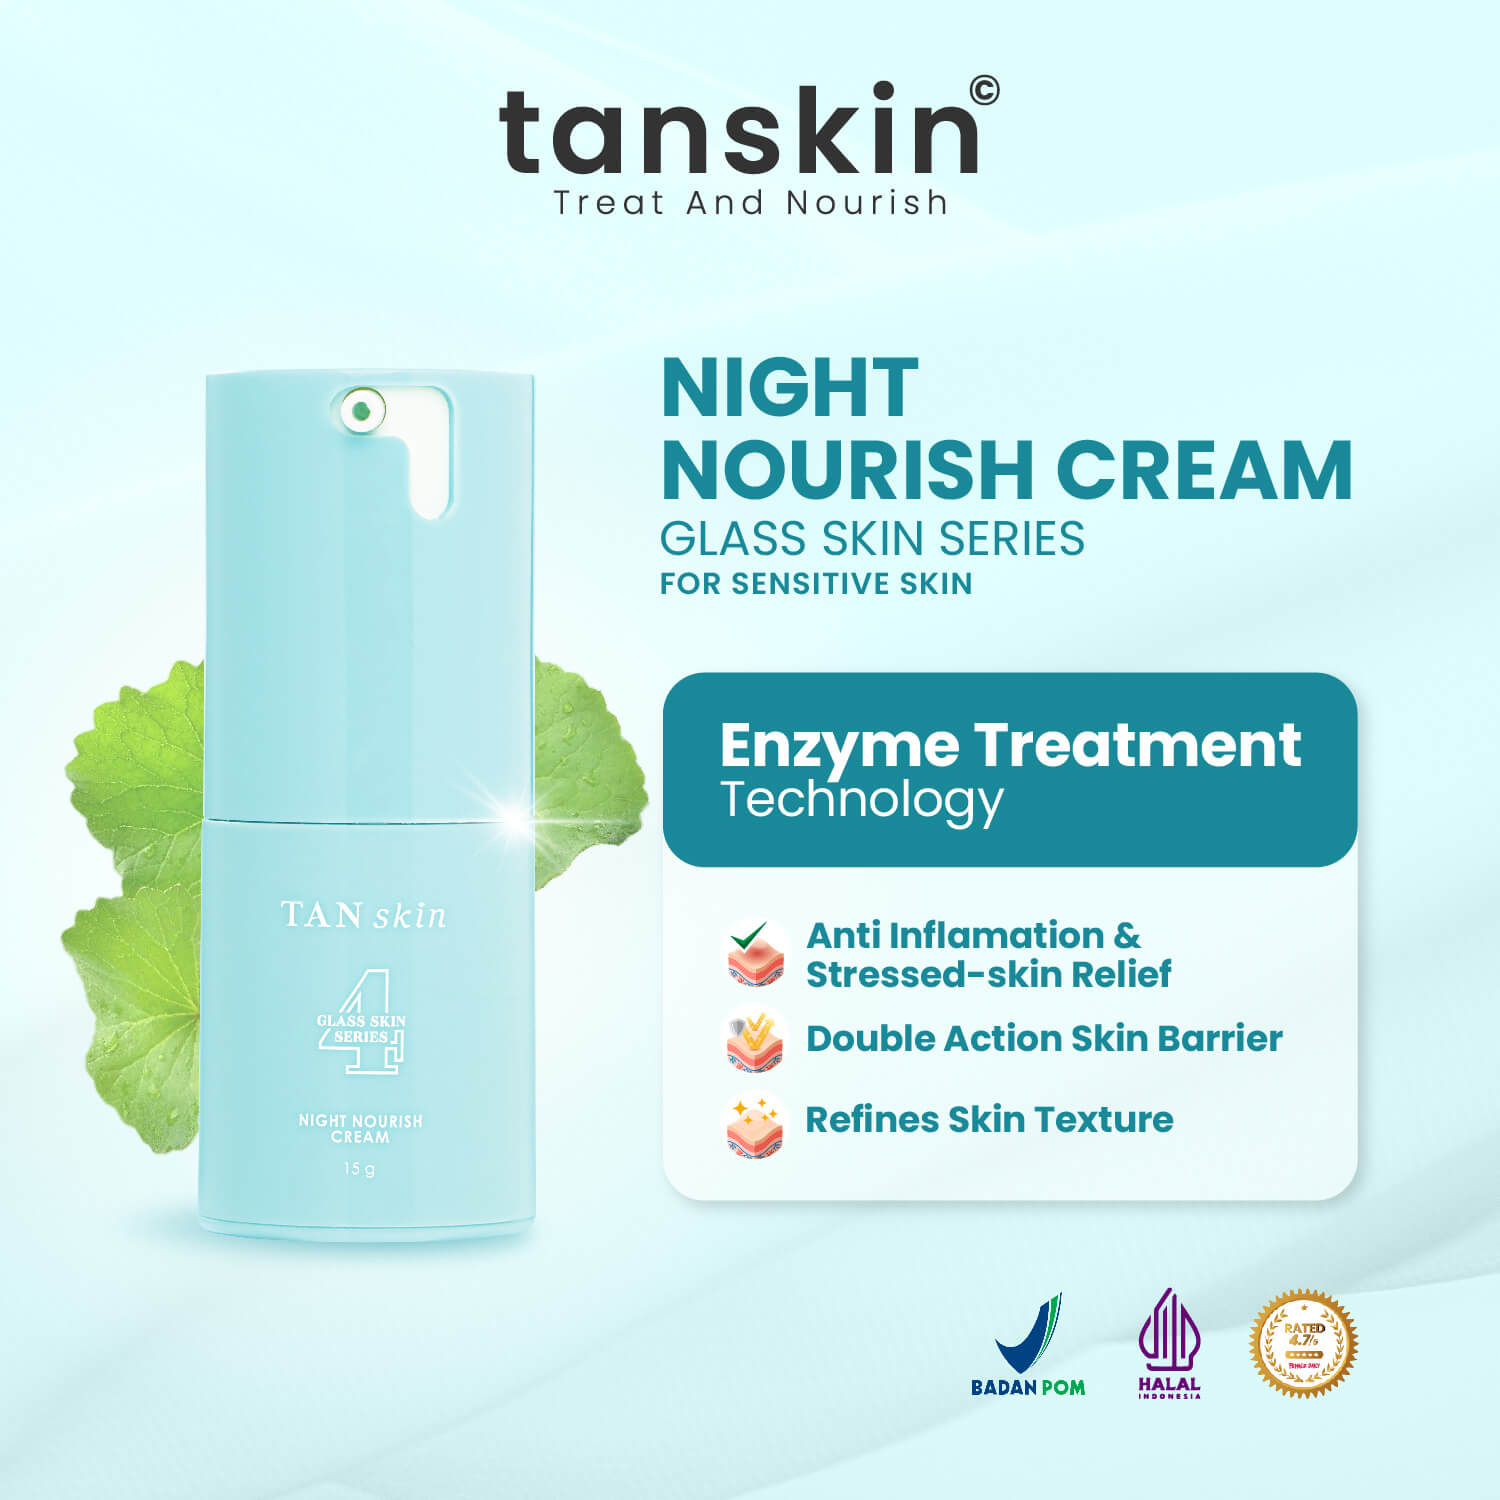 tanskin©
Treat And Nourish
NIGHT
NOURISH CREAM
GLASS SKIN SERIES
FOR SENSITIVE SKIN
Enzyme Treatment
Technology
Anti Inflamation &
Stressed-skin Relief
Double Action Skin Barrier
Refines Skin Texture
TAN skin
4
GLASS SKIN
SERIES
NIGHT NOURISH
CREAM
15 g
BADAN POM
HALAL
INDONESIA
RATED
4.7/5
FEMALE DAILY